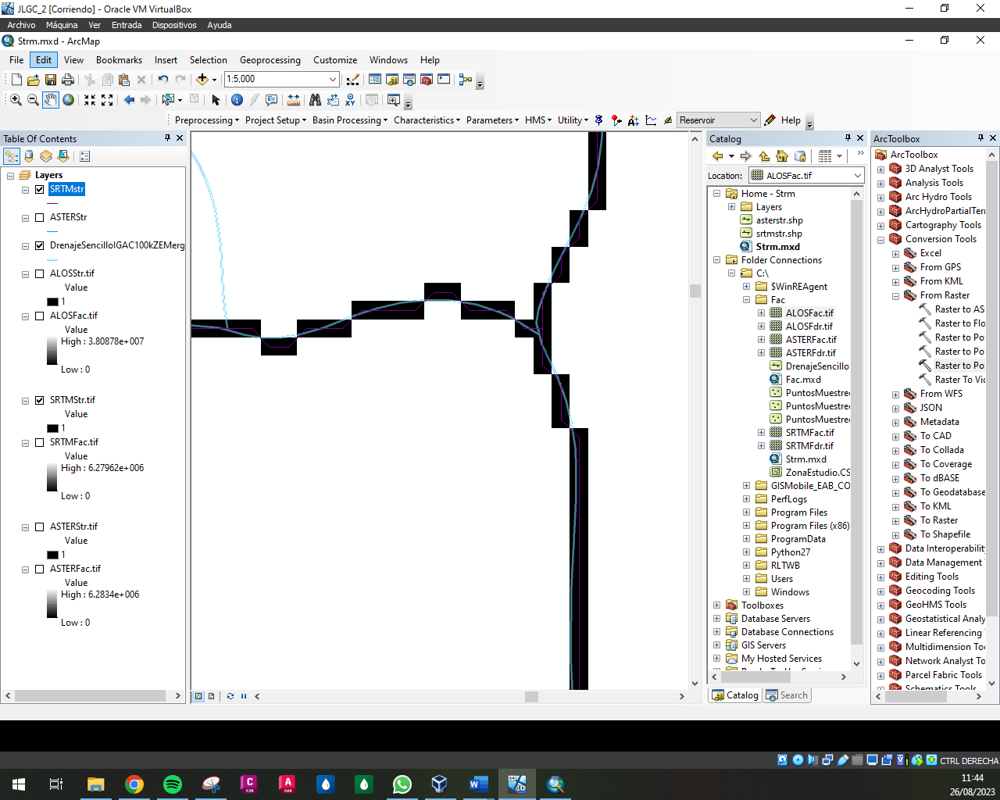 JLGC_2 [Corriendo] - Oracle VM VirtualBox
Archivo Máquina Ver Entrada Dispositivos Ayuda
Strm.mxd - ArcMap
File Edit View Bookmarks Insert Selection Geoprocessing Customize Windows Help
1:5,000
Preprocessing Project Setup Basin Processing Characteristics Parameters HMS Utility Reservoir Help
Table Of Contents
Layers
SRTMstr
ASTERStr
DrenajeSencilloIGAC100kZEMerg
ALOSStr.tif
Value
1
ALOSFac.tif
Value
High : 3.80878e+007
Low : 0
SRTMStr.tif
Value
1
SRTMFac.tif
Value
High : 6.27962e+006
Low : 0
ASTERStr.tif
Value
1
ASTERFac.tif
Value
High : 6.2834e+006
Low : 0
Catalog
Location: ALOSFac.tif
Home - Strm
Layers
asterstr.shp
srtmstr.shp
Strm.mxd
Folder Connections
C:\
$WinREAgent
Fac
ALOSFac.tif
ALOSFdr.tif
ASTERFac.tif
ASTERFdr.tif
DrenajeSencillo
Fac.mxd
PuntosMuestre
PuntosMuestre
PuntosMuestre
SRTMFac.tif
SRTMFdr.tif
Strm.mxd
ZonaEstudio.CS
GISMobile_EAB_CO
PerfLogs
Program Files
Program Files (x86)
ProgramData
Python27
RLTWB
Users
Windows
Toolboxes
Database Servers
Database Connections
GIS Servers
My Hosted Services
Catalog Search
ArcToolbox
ArcToolbox
3D Analyst Tools
Analysis Tools
Arc Hydro Tools
ArcHydroPartialTerr
Cartography Tools
Conversion Tools
Excel
From GPS
From KML
From Raster
Raster to AS
Raster to Flo
Raster to Po
Raster to Po
Raster to Po
Raster To Vi
From WFS
JSON
Metadata
To CAD
To Collada
To Coverage
To dBASE
To Geodatabase
To KML
To Raster
To Shapefile
Data Interoperability
Data Management
Editing Tools
Geocoding Tools
GeoHMS Tools
Geostatistical Analy
Linear Referencing
Multidimension Too
Network Analyst To
Parcel Fabric Tools
Schematics Tools
CTRL DERECHA
11:44
26/08/2023